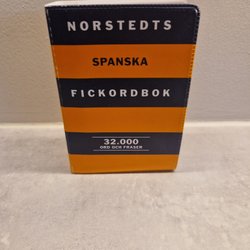 NORSTEDTS
SPANSKA
FICKORDBOK
32.000
ORD OCH FRASER